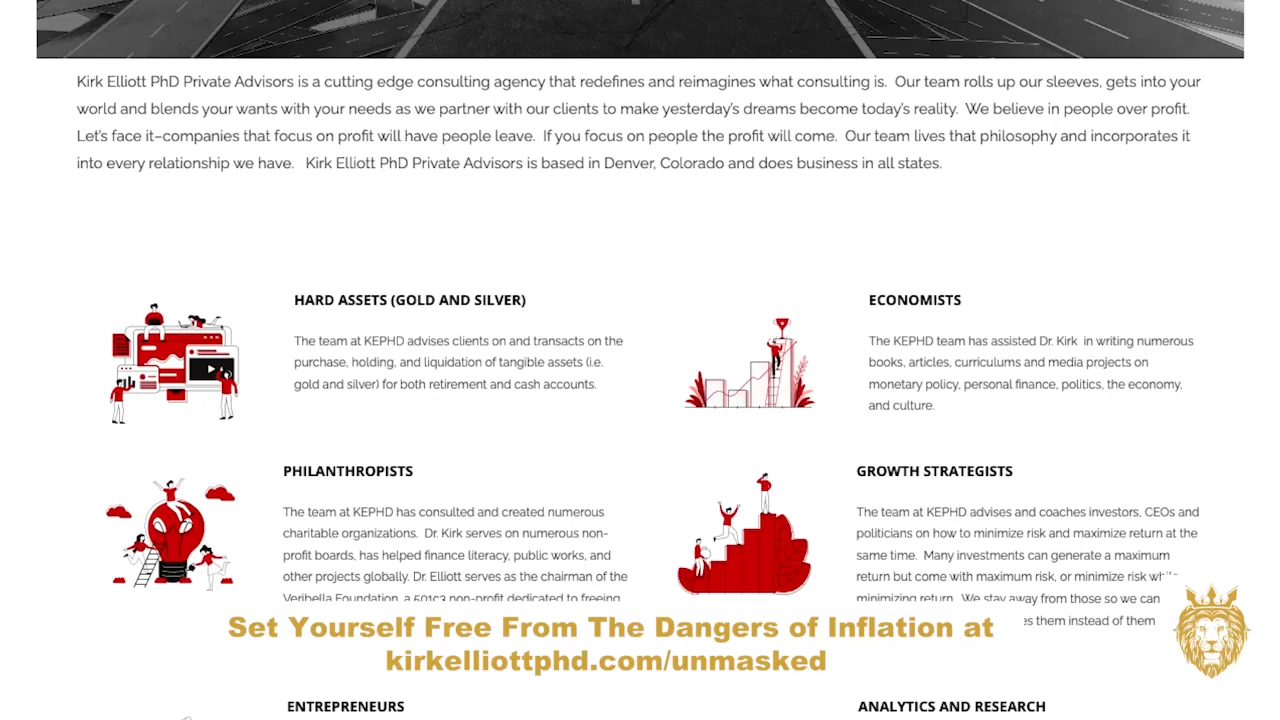 Kirk Elliott PhD Private Advisors is a cutting edge consulting agency that redefines and reimagines what consulting is. Our team rolls up our sleeves, gets into your
world and blends your wants with your needs as we partner with our clients to make yesterday's dreams become today's reality. We believe in people over profit.
Let's face it–companies that focus on profit will have people leave. If you focus on people the profit will come. Our team lives that philosophy and incorporates it
into every relationship we have. Kirk Elliott PhD Private Advisors is based in Denver, Colorado and does business in all states.
HARD ASSETS (GOLD AND SILVER)
The team at KEPHD advises clients on and transacts on the
purchase, holding, and liquidation of tangible assets (i.e.
gold and silver) for both retirement and cash accounts.
ECONOMISTS
The KEPHD team has assisted Dr. Kirk in writing numerous
books, articles, curriculums and media projects on
monetary policy, personal finance, politics, the economy,
and culture.
PHILANTHROPISTS
The team at KEPHD has consulted and created numerous
charitable organizations. Dr. Kirk serves on numerous non-
profit boards, has helped finance literacy, public works, and
other projects globally. Dr. Elliott serves as the chairman of the
Veribella Foundation, a 501c3 non-profit dedicated to freeing
GROWTH STRATEGISTS
The team at KEPHD advises and coaches investors, CEOs and
politicians on how to minimize risk and maximize return at the
same time. Many investments can generate a maximum
return but come with maximum risk, or minimize risk
minimizing return. We stay away from those so we can
them instead of them
Set Yourself Free From The Dangers of Inflation at
kirkelliottphd.com/unmasked
ENTREPRENEURS
ANALYTICS AND RESEARCH